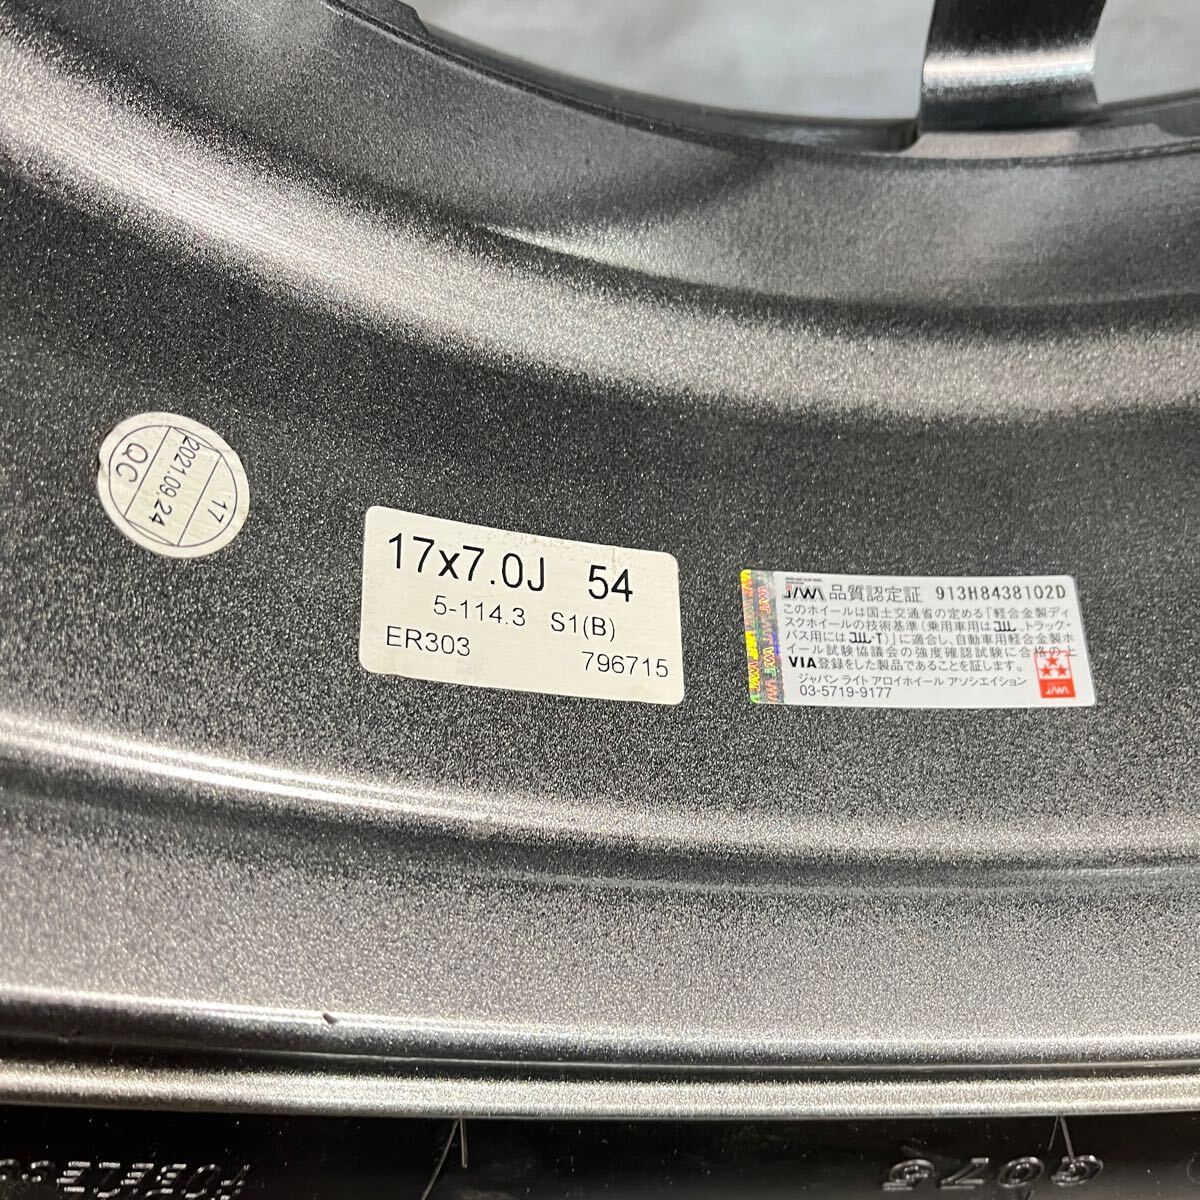 17
2021.09.24
QC
17x7.0J 54
5-114.3 S1(B)
ER303 796715
JAWA 品質認定証 913H8438102D
このホイールは国土交通省の定める「軽合金製ディ
スクホイールの技術基準(乗用車用はJWL,トラック・
バス用にはJWL-T)」に適合し、自動車用軽合金製ホ
イール試験協議会の強度確認試験に合格の上
VIA登録をした製品であることを証します。
ジャパン ライト アロイホイール アソシエイション
03-5719-9177
JAWA